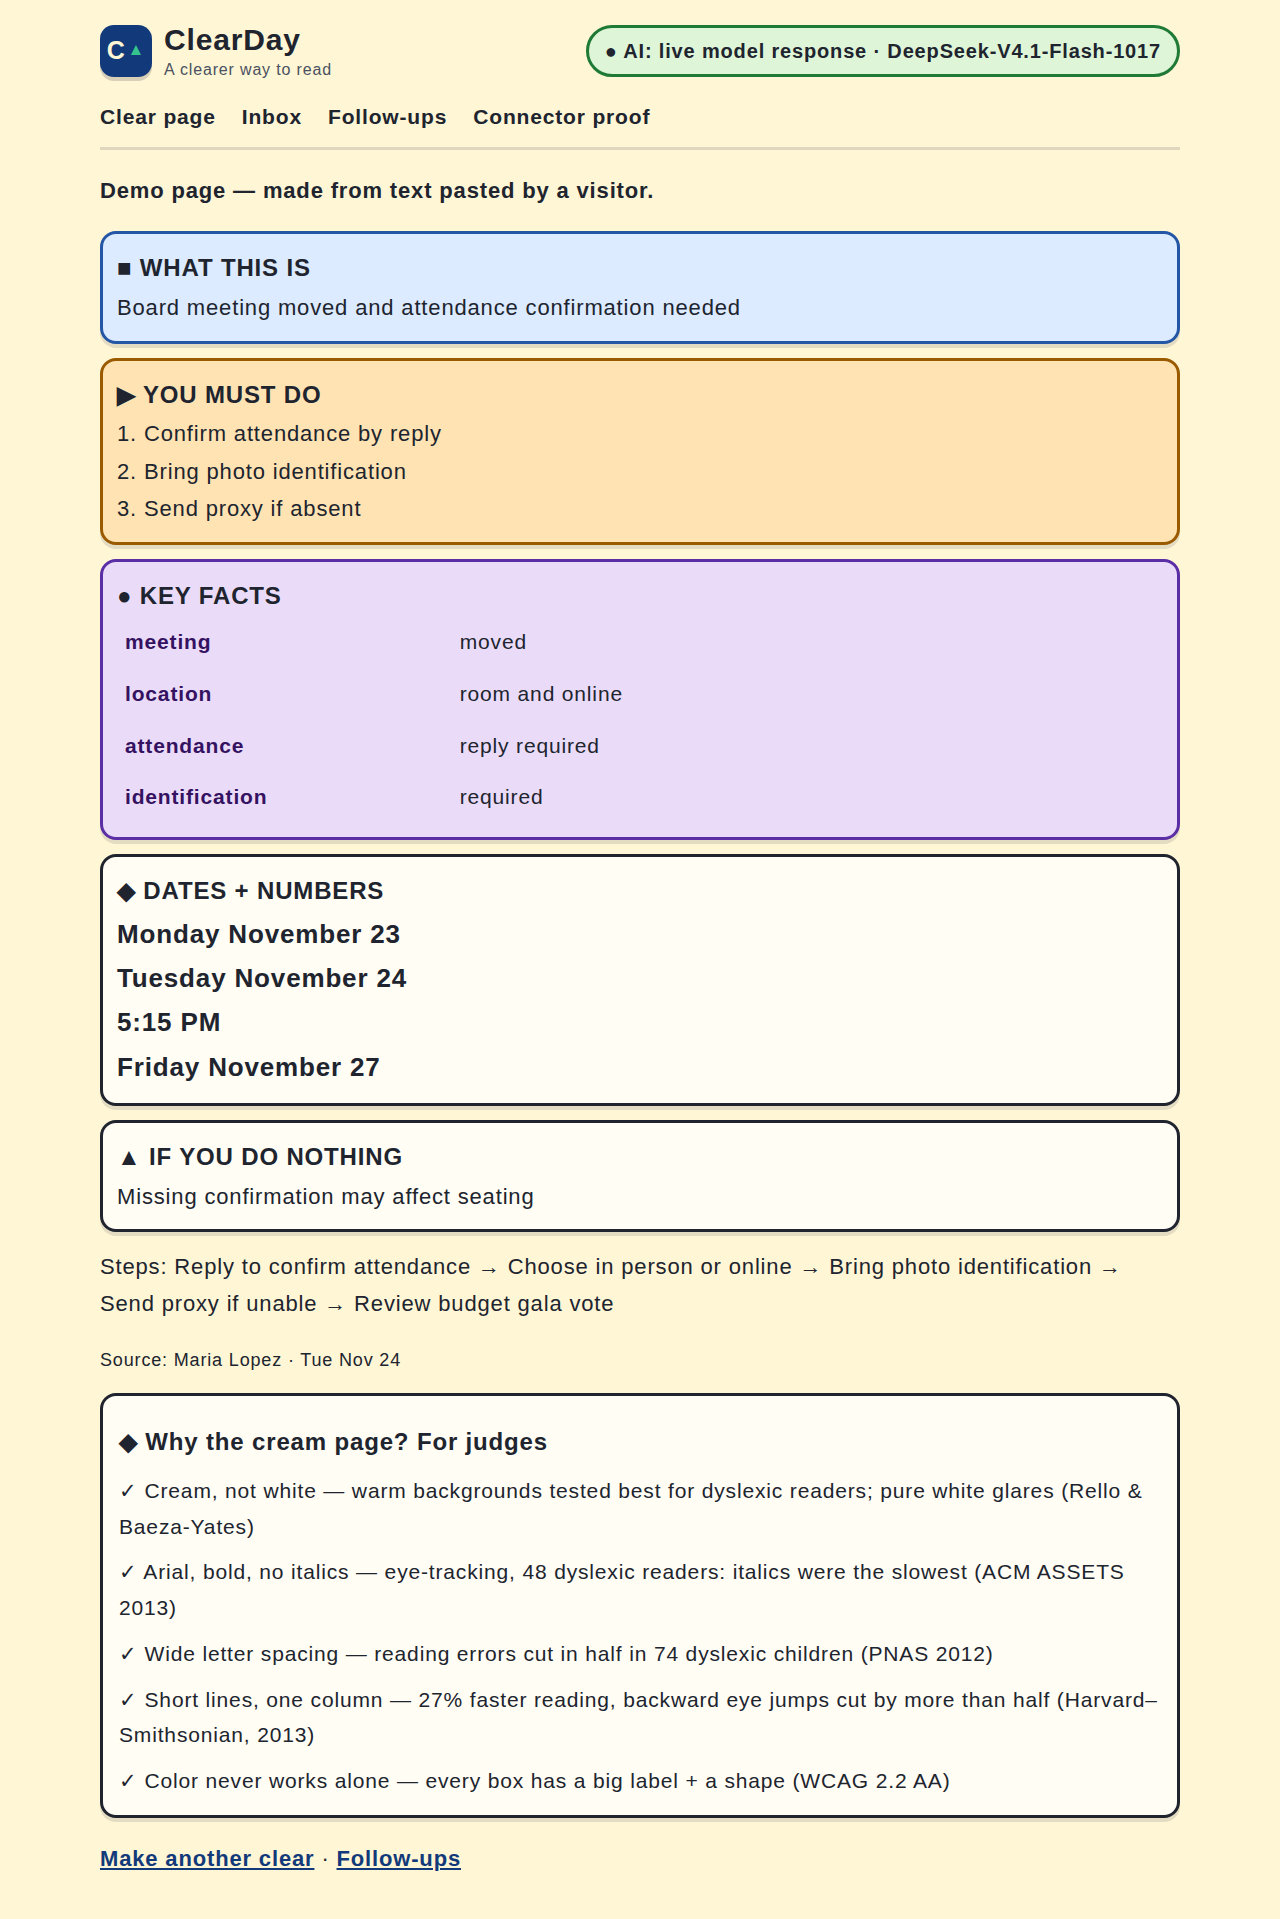 C▲ ClearDay
A clearer way to read
● AI: live model response · DeepSeek-V4.1-Flash-1017
Clear page Inbox Follow-ups Connector proof
Demo page — made from text pasted by a visitor.
■ WHAT THIS IS
Board meeting moved and attendance confirmation needed
▶ YOU MUST DO
1. Confirm attendance by reply
2. Bring photo identification
3. Send proxy if absent
● KEY FACTS
meeting moved
location room and online
attendance reply required
identification required
◆ DATES + NUMBERS
Monday November 23
Tuesday November 24
5:15 PM
Friday November 27
▲ IF YOU DO NOTHING
Missing confirmation may affect seating
Steps: Reply to confirm attendance → Choose in person or online → Bring photo identification →
Send proxy if unable → Review budget gala vote
Source: Maria Lopez · Tue Nov 24
◆ Why the cream page? For judges
✓ Cream, not white — warm backgrounds tested best for dyslexic readers; pure white glares (Rello &
Baeza-Yates)
✓ Arial, bold, no italics — eye-tracking, 48 dyslexic readers: italics were the slowest (ACM ASSETS
2013)
✓ Wide letter spacing — reading errors cut in half in 74 dyslexic children (PNAS 2012)
✓ Short lines, one column — 27% faster reading, backward eye jumps cut by more than half (Harvard–
Smithsonian, 2013)
✓ Color never works alone — every box has a big label + a shape (WCAG 2.2 AA)
Make another clear · Follow-ups